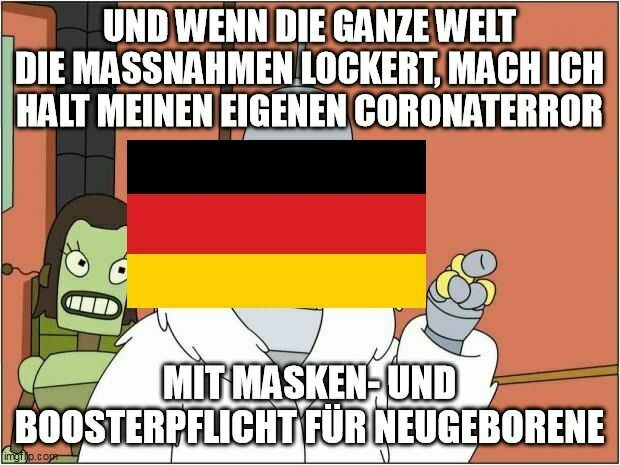 UND WENN DIE GANZE WELT
DIE MASSNAHMEN LOCKERT, MACH ICH
HALT MEINEN EIGENEN CORONATERROR
MIT MASKEN- UND
BOOSTERPFLICHT FÜR NEUGEBORENE
imgflip.com